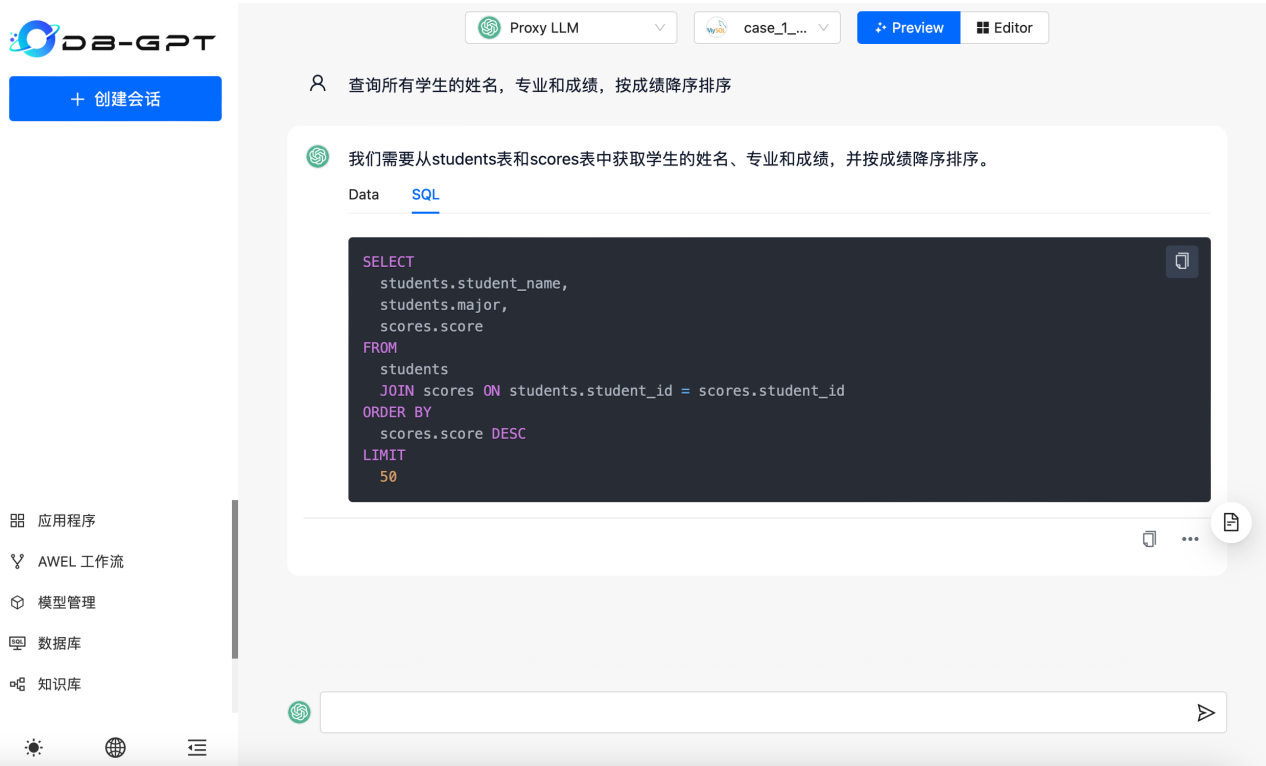 DB-GPT
创建会话
应用程序
AWEL 工作流
模型管理
数据库
知识库
Proxy LLM
MySQL
case_1_...
Preview
Editor
查询所有学生的姓名，专业和成绩，按成绩降序排序
我们需要从students表和scores表中获取学生的姓名、专业和成绩，并按成绩降序排序。
Data
SQL
SELECT
students.student_name,
students.major,
scores.score
FROM
students
JOIN scores ON students.student_id = scores.student_id
ORDER BY
scores.score DESC
LIMIT
50